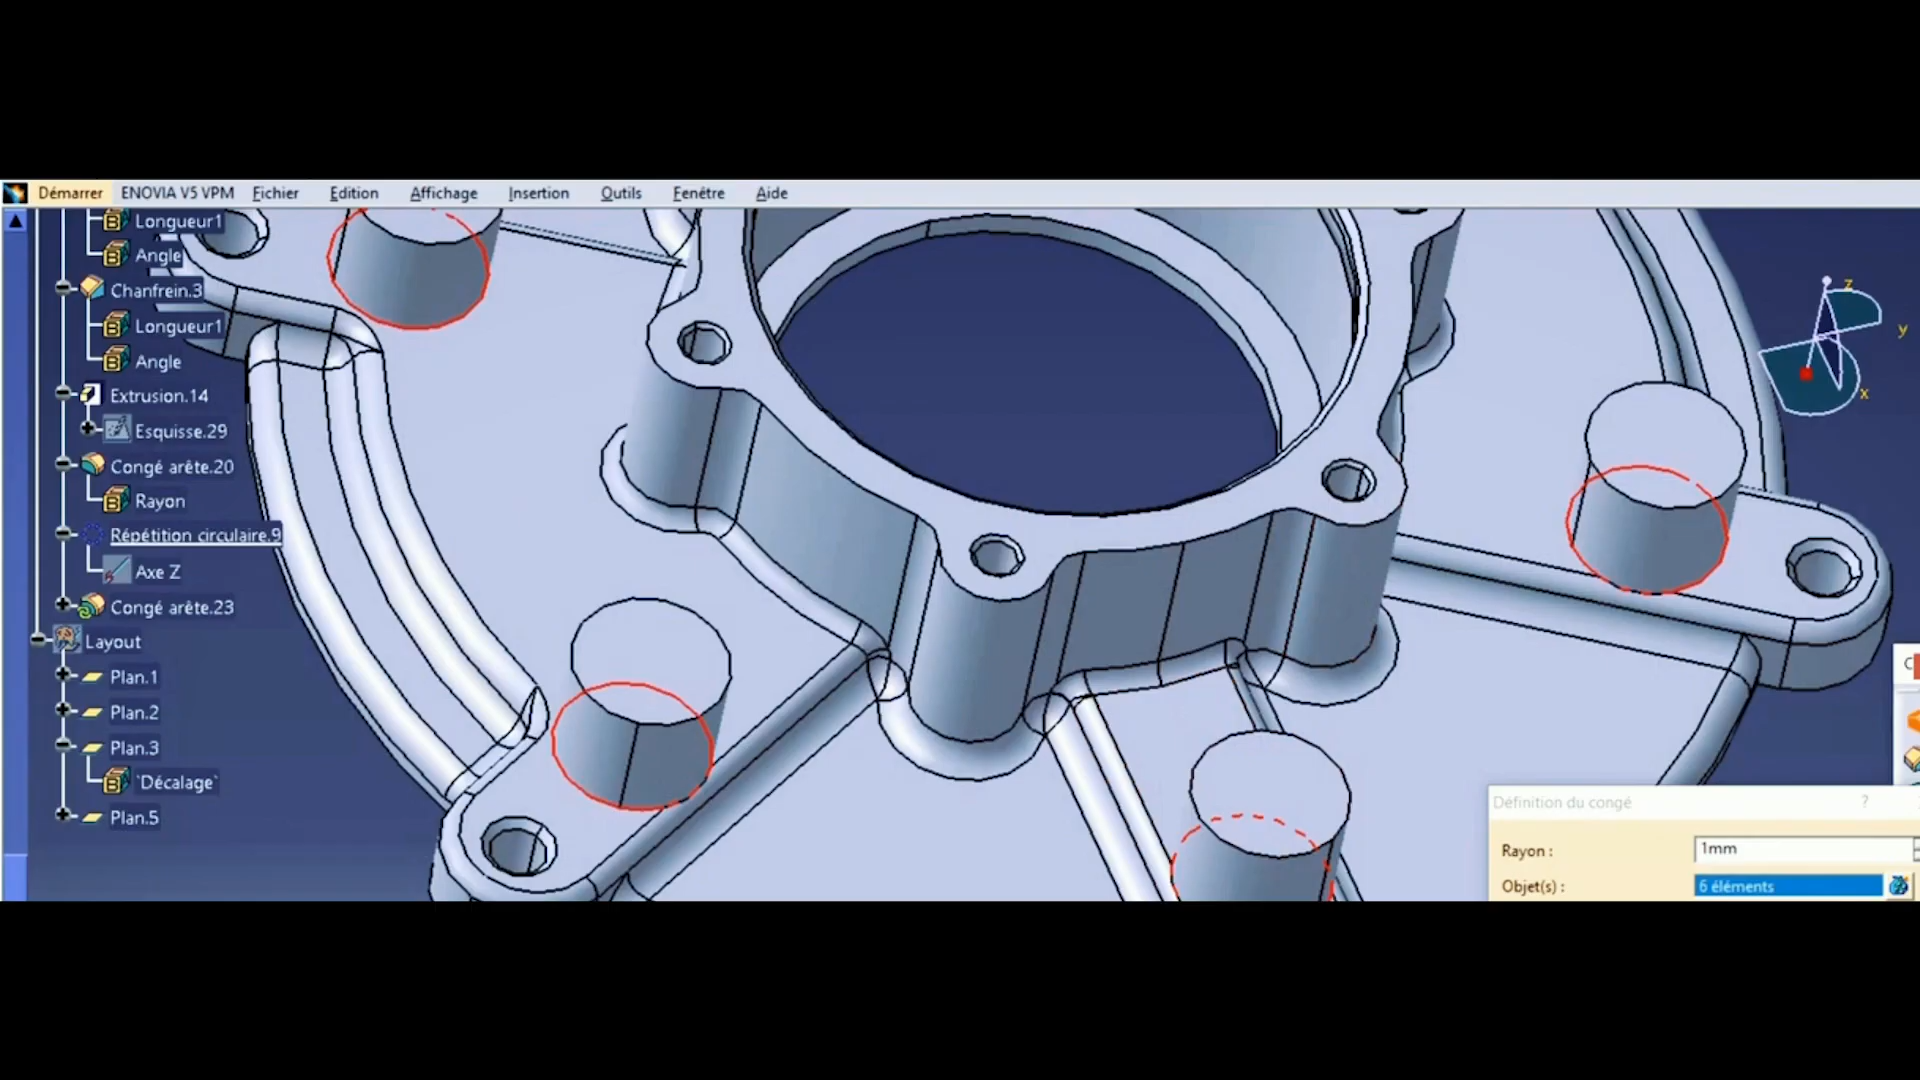 Démarrer ENOVIA V5 VPM Fichier Edition Affichage Insertion Outils Fenêtre Aide
Longueur1
Angle
Chanfrein.3
Longueur1
Angle
Extrusion.14
Esquisse.29
Congé arête.20
Rayon
Répétition circulaire.9
Axe Z
Congé arête.23
Layout
Plan.1
Plan.2
Plan.3
`Décalage`
Plan.5
z
y
x
C
Définition du congé ?
Rayon : 1mm
Objet(s) : 6 éléments